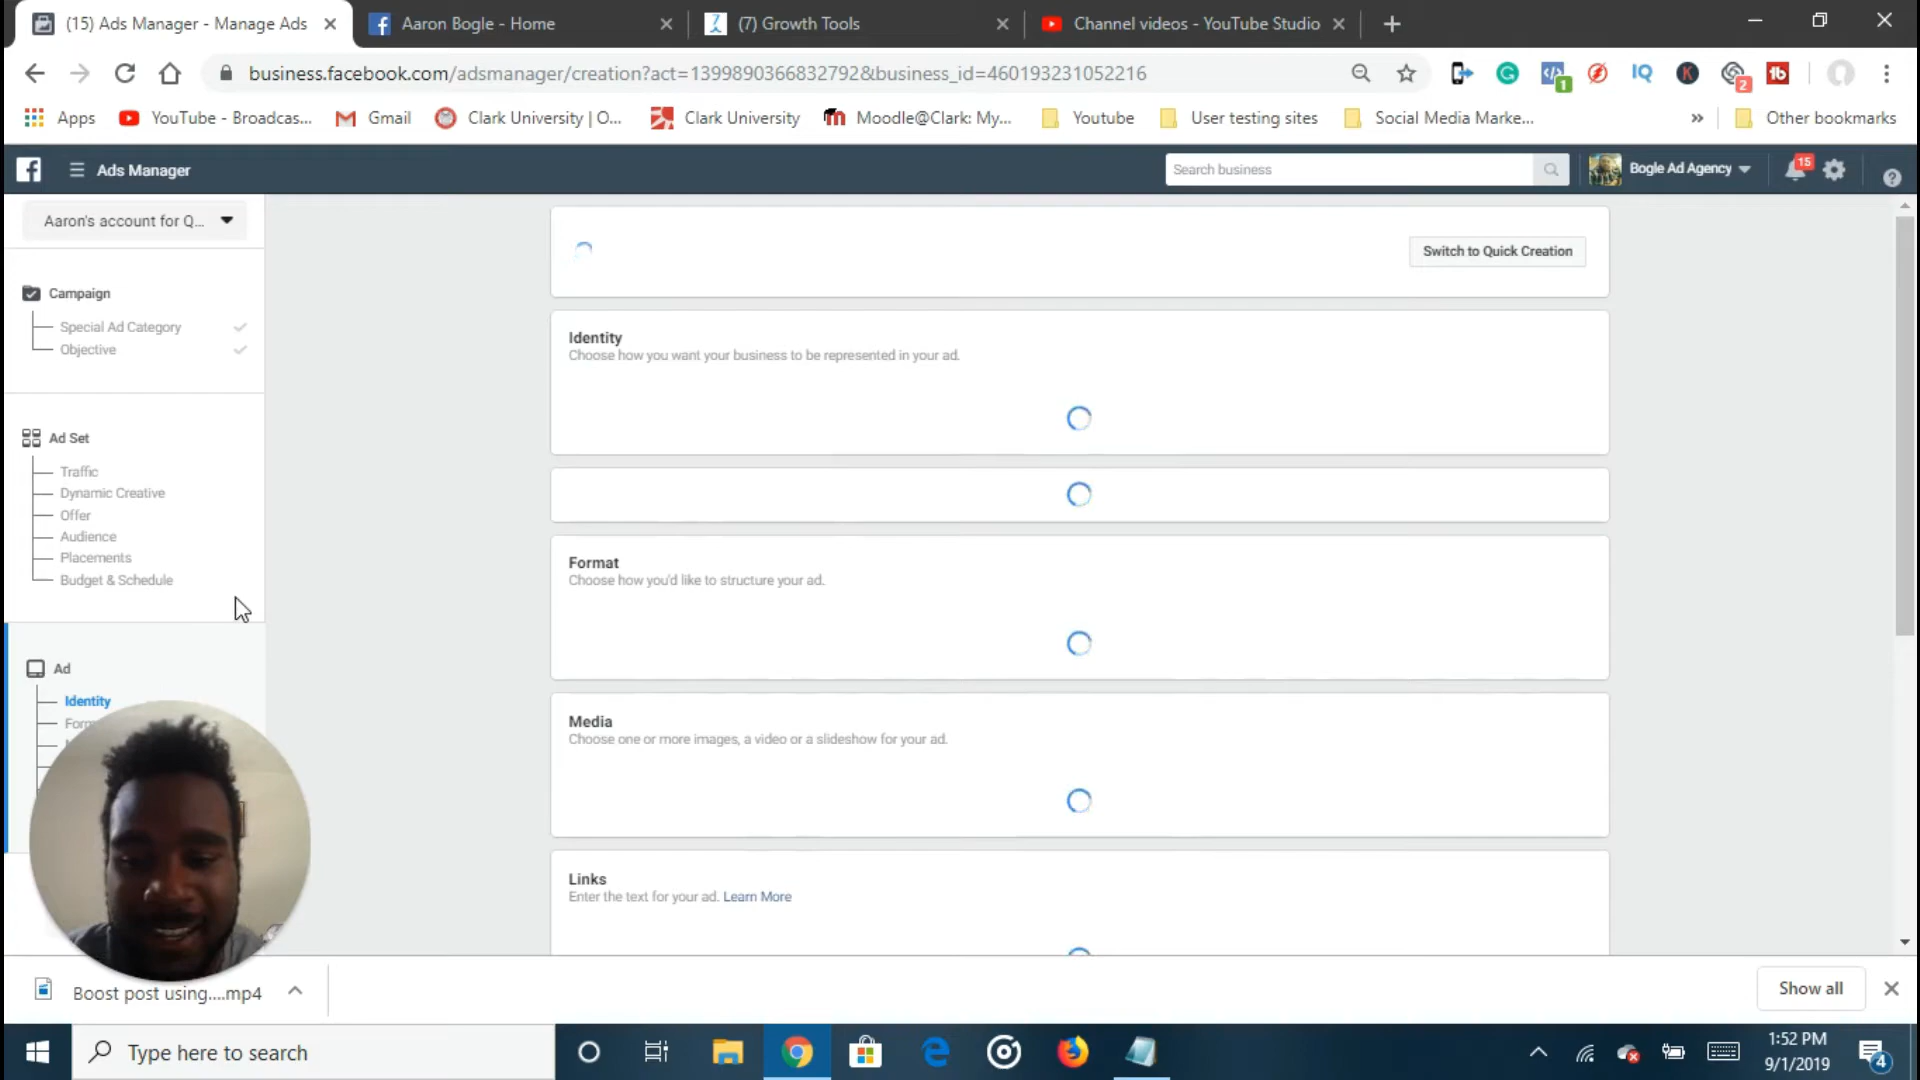 (15) Ads Manager - Manage Ads
Aaron Bogle - Home
(7) Growth Tools
Channel videos - YouTube Studio
business.facebook.com/adsmanager/creation?act=1399890366832792&business_id=460193231052216
Apps
YouTube - Broadcas...
Gmail
Clark University | O...
Clark University
Moodle@Clark: My...
Youtube
User testing sites
Social Media Marke...
Other bookmarks
Ads Manager
Search business
Bogle Ad Agency
15
Aaron's account for Q...
Switch to Quick Creation
Campaign
Special Ad Category
Objective
Identity
Choose how you want your business to be represented in your ad.
Ad Set
Traffic
Dynamic Creative
Offer
Audience
Placements
Budget & Schedule
Format
Choose how you'd like to structure your ad.
Ad
Identity
Media
Choose one or more images, a video or a slideshow for your ad.
Links
Enter the text for your ad. Learn More
Boost post using....mp4
Show all
Type here to search
1:52 PM
9/1/2019
4